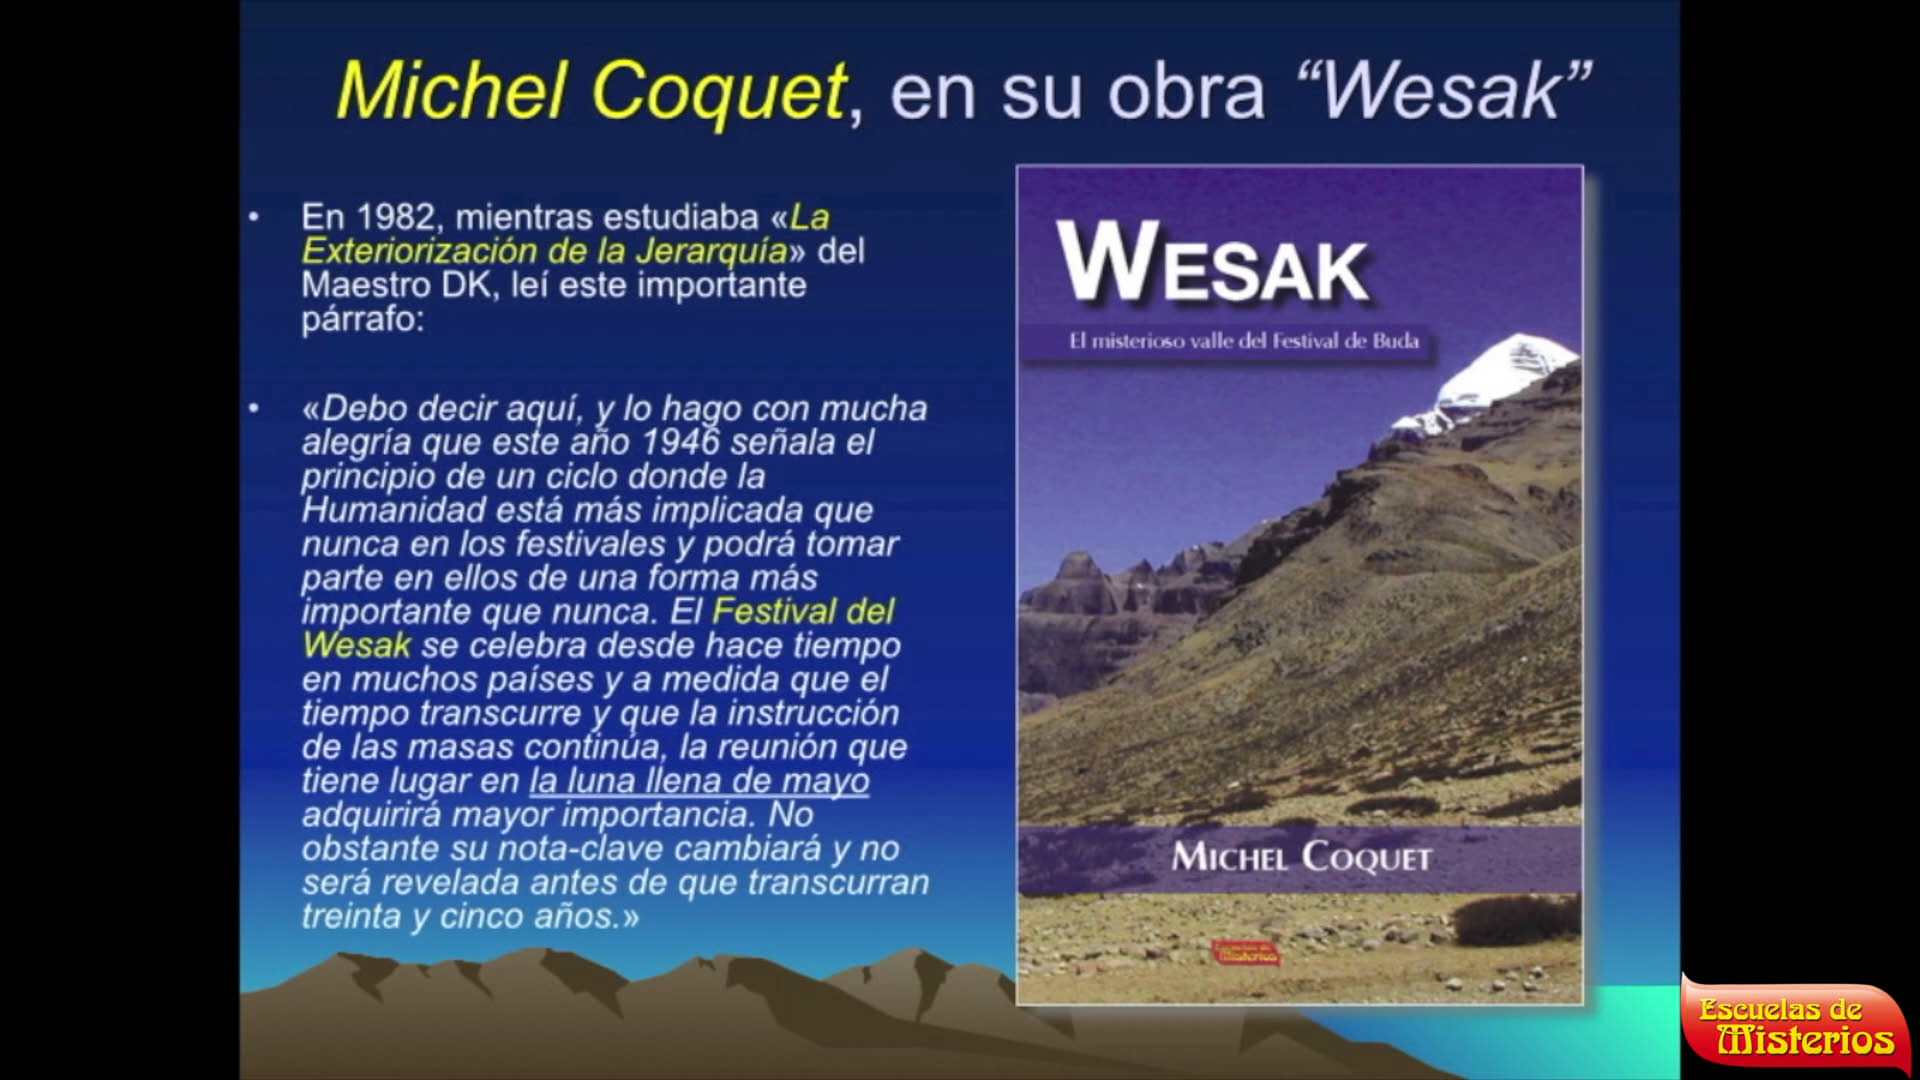 Michel Coquet, en su obra “Wesak”
• En 1982, mientras estudiaba «La
Exteriorización de la Jerarquía» del
Maestro DK, leí este importante
párrafo:
• «Debo decir aquí, y lo hago con mucha
alegría que este año 1946 señala el
principio de un ciclo donde la
Humanidad está más implicada que
nunca en los festivales y podrá tomar
parte en ellos de una forma más
importante que nunca. El Festival del
Wesak se celebra desde hace tiempo
en muchos países y a medida que el
tiempo transcurre y que la instrucción
de las masas continúa, la reunión que
tiene lugar en la luna llena de mayo
adquirirá mayor importancia. No
obstante su nota-clave cambiará y no
será revelada antes de que transcurran
treinta y cinco años.»
WESAK
El misterioso valle del Festival de Buda
MICHEL COQUET
Escuelas de
Misterios
Escuelas de
Misterios